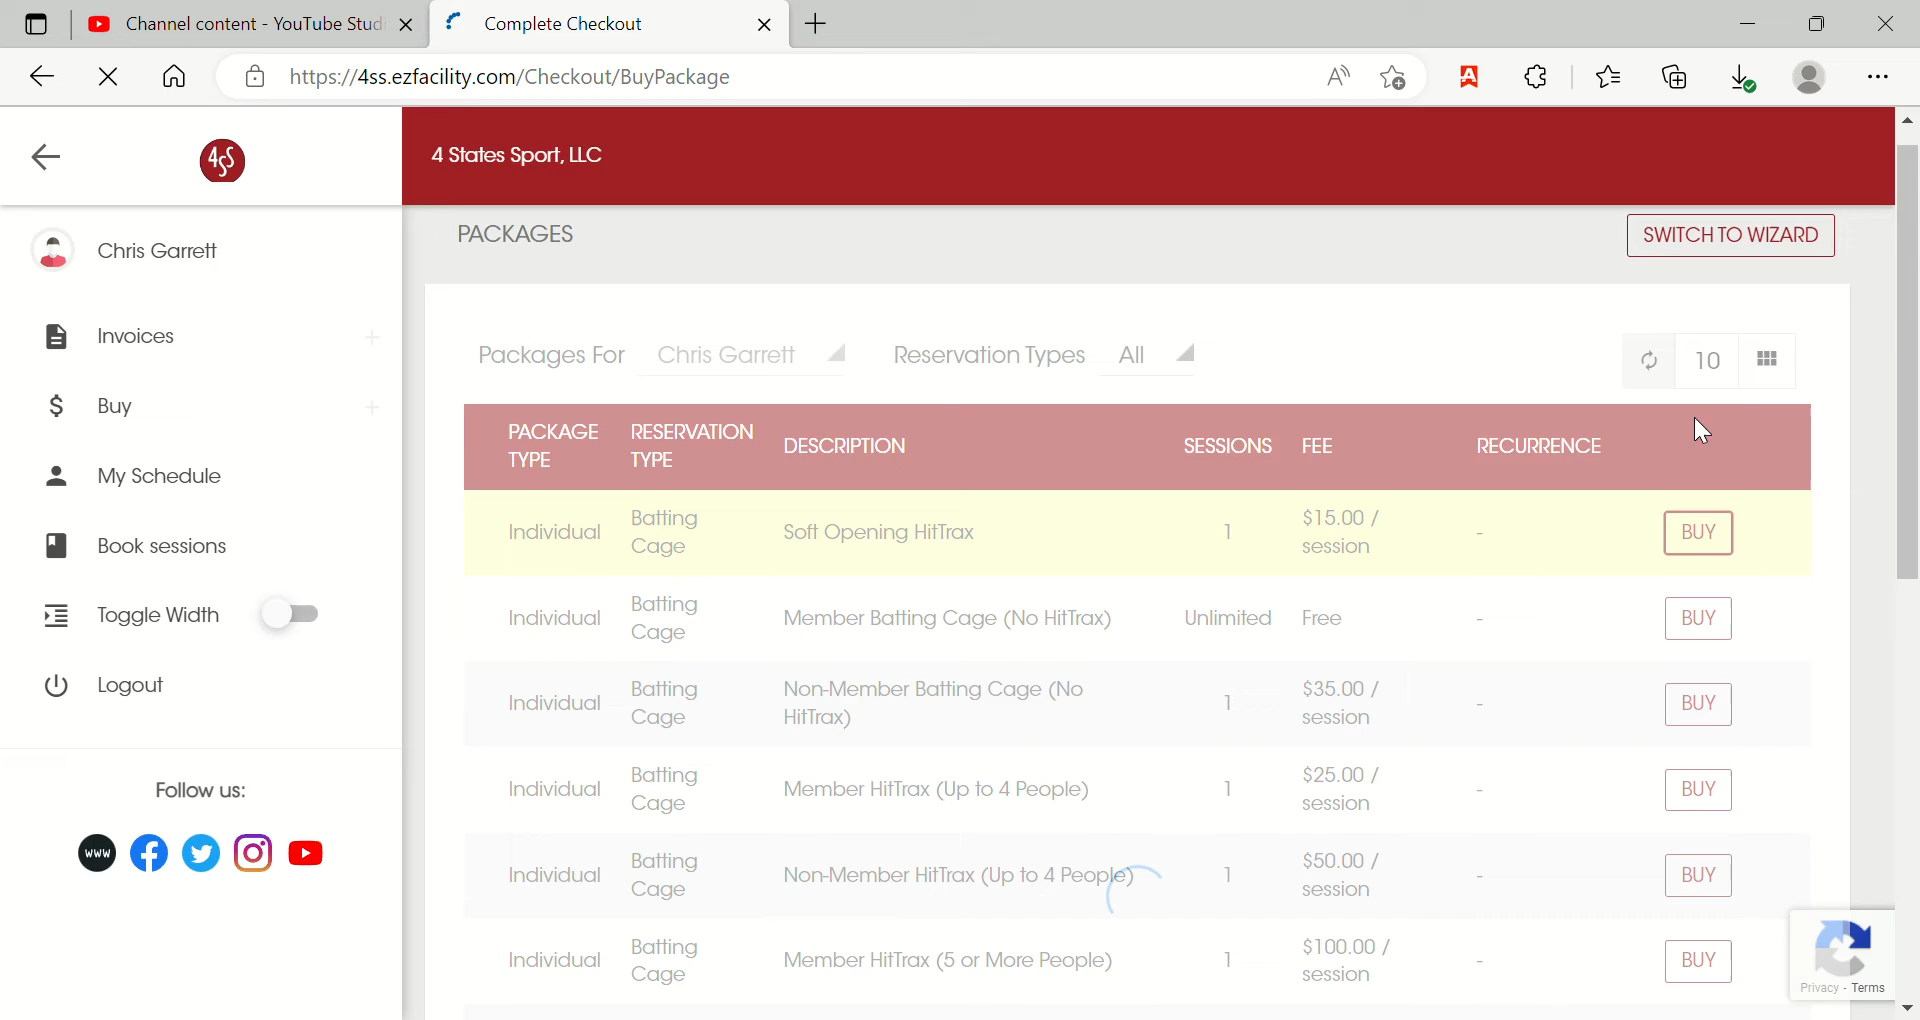 Channel content - YouTube Studi
Complete Checkout
https://4ss.ezfacility.com/Checkout/BuyPackage
4sS
4 States Sport, LLC
Chris Garrett
Invoices
Buy
My Schedule
Book sessions
Toggle Width
Logout
Follow us:
www
PACKAGES
SWITCH TO WIZARD
Packages For Chris Garrett Reservation Types All
10
PACKAGE TYPE RESERVATION TYPE DESCRIPTION SESSIONS FEE RECURRENCE
Individual Batting Cage Soft Opening HitTrax 1 $15.00 / session - BUY
Individual Batting Cage Member Batting Cage (No HitTrax) Unlimited Free - BUY
Individual Batting Cage Non-Member Batting Cage (No HitTrax) 1 $35.00 / session - BUY
Individual Batting Cage Member HitTrax (Up to 4 People) 1 $25.00 / session - BUY
Individual Batting Cage Non-Member HitTrax (Up to 4 People) 1 $50.00 / session - BUY
Individual Batting Cage Member HitTrax (5 or More People) 1 $100.00 / session - BUY
Privacy - Terms